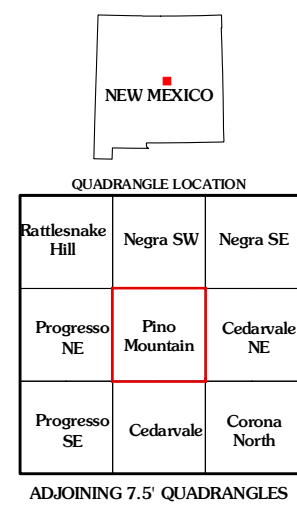 NEW MEXICO
QUADRANGLE LOCATION
Rattlesnake
Hill
Negra SW
Negra SE
Progresso
NE
Pino
Mountain
Cedarvale
NE
Progresso
SE
Cedarvale
Corona
North
ADJOINING 7.5' QUADRANGLES